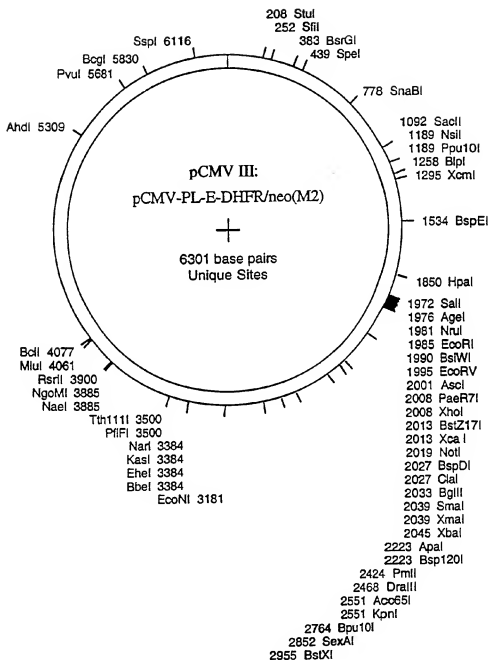 SspI 6116
BcgI 5830
PvuI 5681
AhdI 5309
208 StuI
252 SfiI
383 BsrGI
439 SpeI
778 SnaBI
1092 SacII
1189 NsiI
1189 Ppu10I
1258 BlpI
1295 XcmI
1534 BspEI
1850 HpaI
pCMV III:
pCMV-PL-E-DHFR/neo(M2)
6301 base pairs
Unique Sites
1972 SalI
1976 AgeI
1981 NruI
1985 EcoRI
1990 BsiWI
1995 EcoRV
2001 AscI
2008 PaeR7I
2008 XhoI
2013 BstZ17I
2013 Xca I
2019 NotI
2027 BspDI
2027 ClaI
2033 BglII
2039 SmaI
2039 XmaI
2045 XbaI
2223 ApaI
2223 Bsp120I
2424 PmlI
2468 DraIII
2551 Acc65I
2551 KpnI
2764 Bpu10I
2852 SexAI
2955 BstXI
BclI 4077
MluI 4061
RsrII 3900
NgoMI 3885
NaeI 3885
Tth111I 3500
PflFI 3500
NarI 3384
KasI 3384
EheI 3384
BbeI 3384
EcoNI 3181